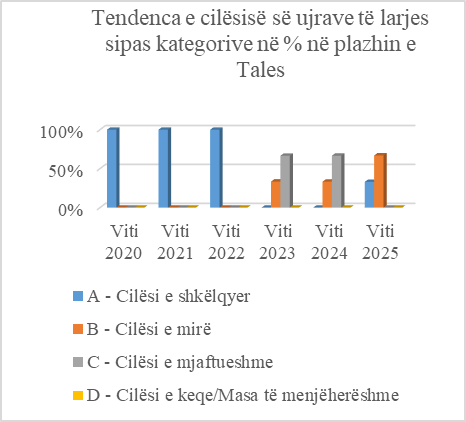 Tendenca e cilësisë së ujrave të larjes
sipas kategorive në % në plazhin e
Tales
100%
50%
0%
Viti 2020
Viti 2021
Viti 2022
Viti 2023
Viti 2024
Viti 2025
A - Cilësi e shkëlqyer
B - Cilësi e mirë
C - Cilësi e mjaftueshme
D - Cilësi e keqe/Masa të menjëherëshme